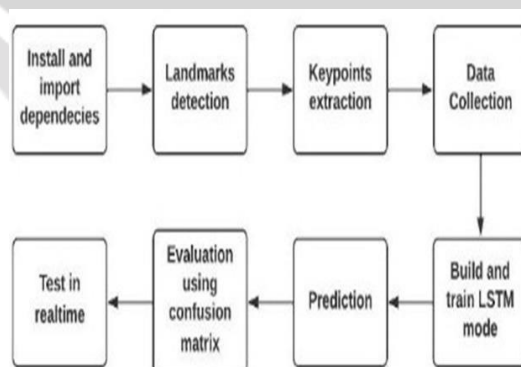 Install and
import
dependecies
Landmarks
detection
Keypoints
extraction
Data
Collection
Build and
train LSTM
mode
Prediction
Evaluation
using
confusion
matrix
Test in
realtime